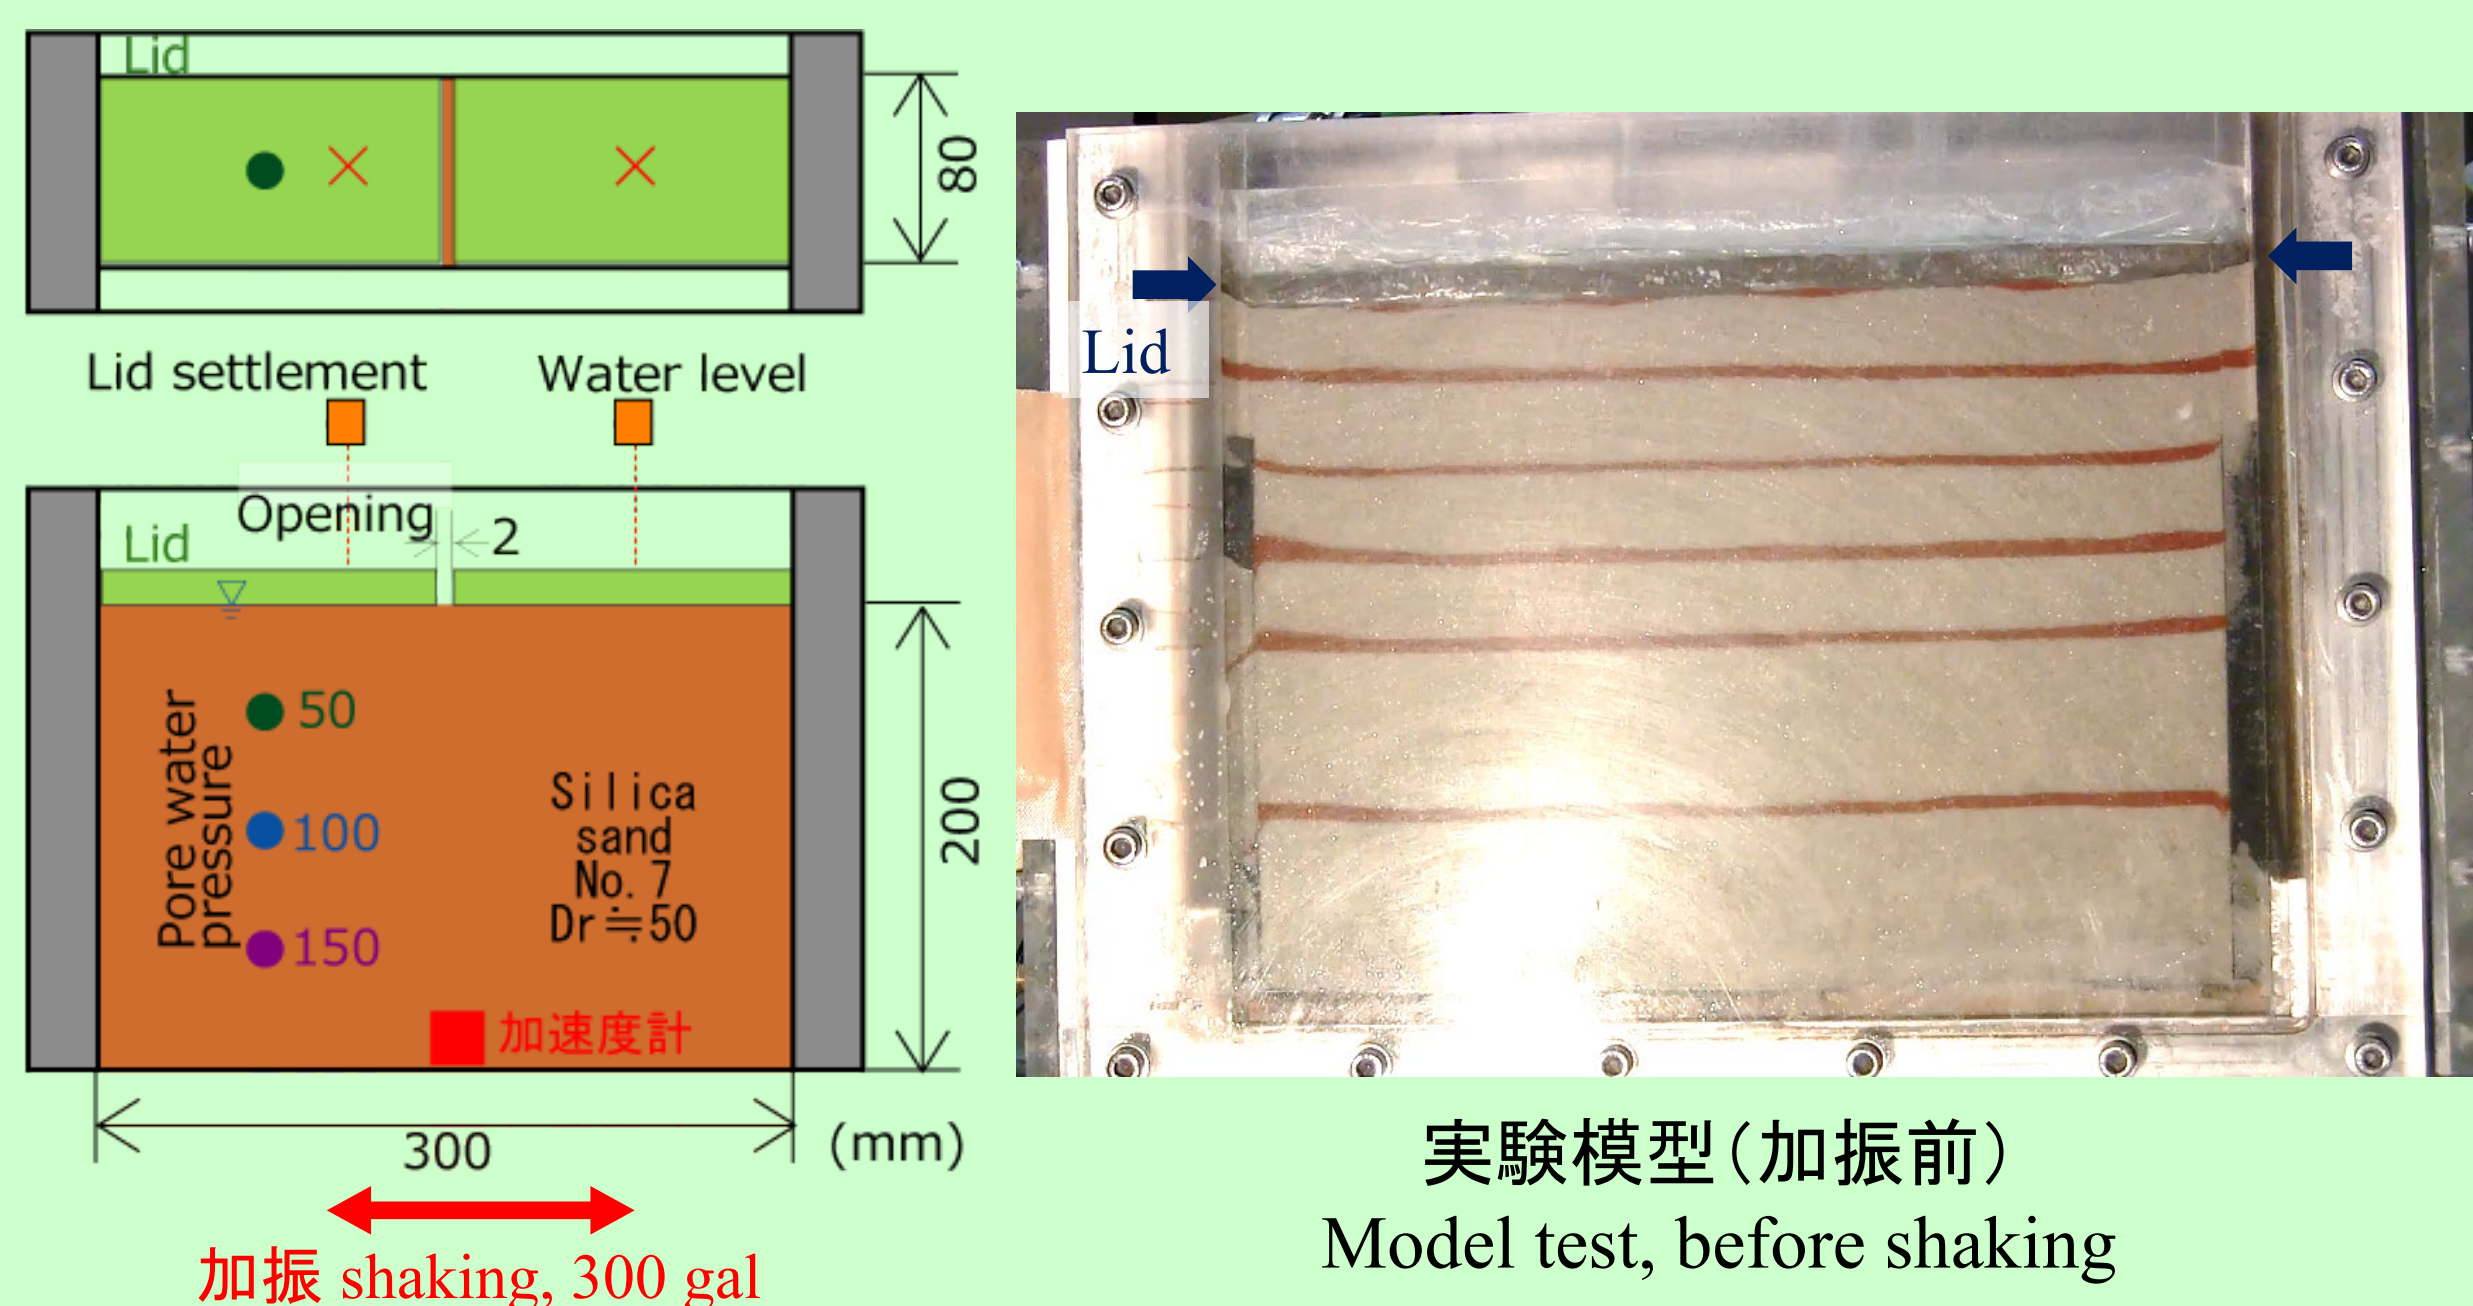 Lid
80
Lid settlement
Water level
Opening
2
Lid
Pore water
pressure
50
100
150
Silica
sand
No.7
Dr≒50
加速度計
200
300
(mm)
加振 shaking, 300 gal
Lid
実験模型(加振前)
Model test, before shaking